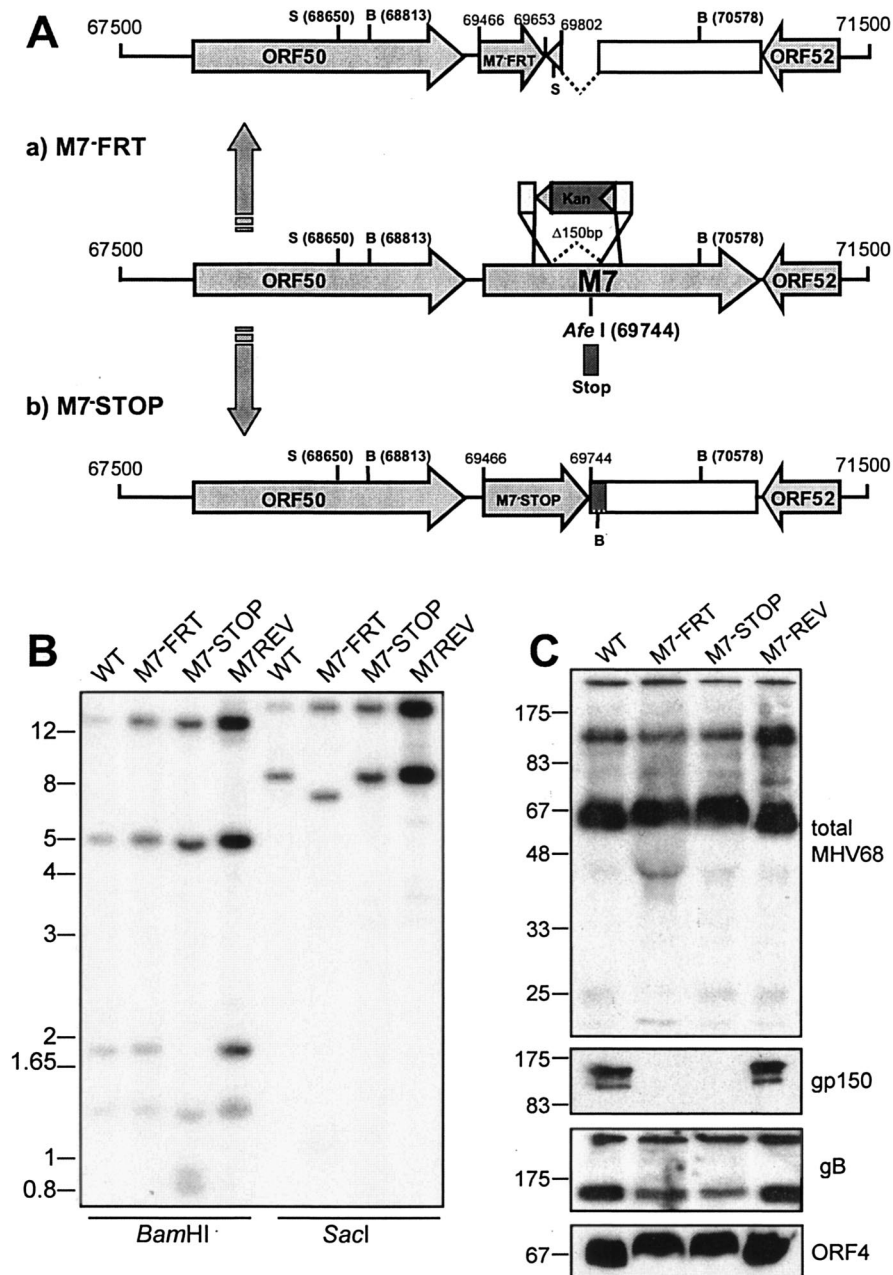 A
67500
S (68650)
B (68813)
69466
69653
69802
B (70578)
71500
ORF50
M7-FRT
S
ORF52
a) M7-FRT
Kan
Δ150bp
67500
S (68650)
B (68813)
B (70578)
71500
ORF50
M7
ORF52
Afe I (69744)
Stop
b) M7-STOP
67500
S (68650)
B (68813)
69466
69744
B (70578)
71500
ORF50
M7-STOP
B
ORF52
B
WT
M7-FRT
M7-STOP
M7REV
WT
M7-FRT
M7-STOP
M7REV
12
8
5
4
3
2
1.65
1
0.8
BamHI
SacI
C
WT
M7-FRT
M7-STOP
M7-REV
175
83
67
48
33
25
total
MHV68
175
83
gp150
175
gB
67
ORF4